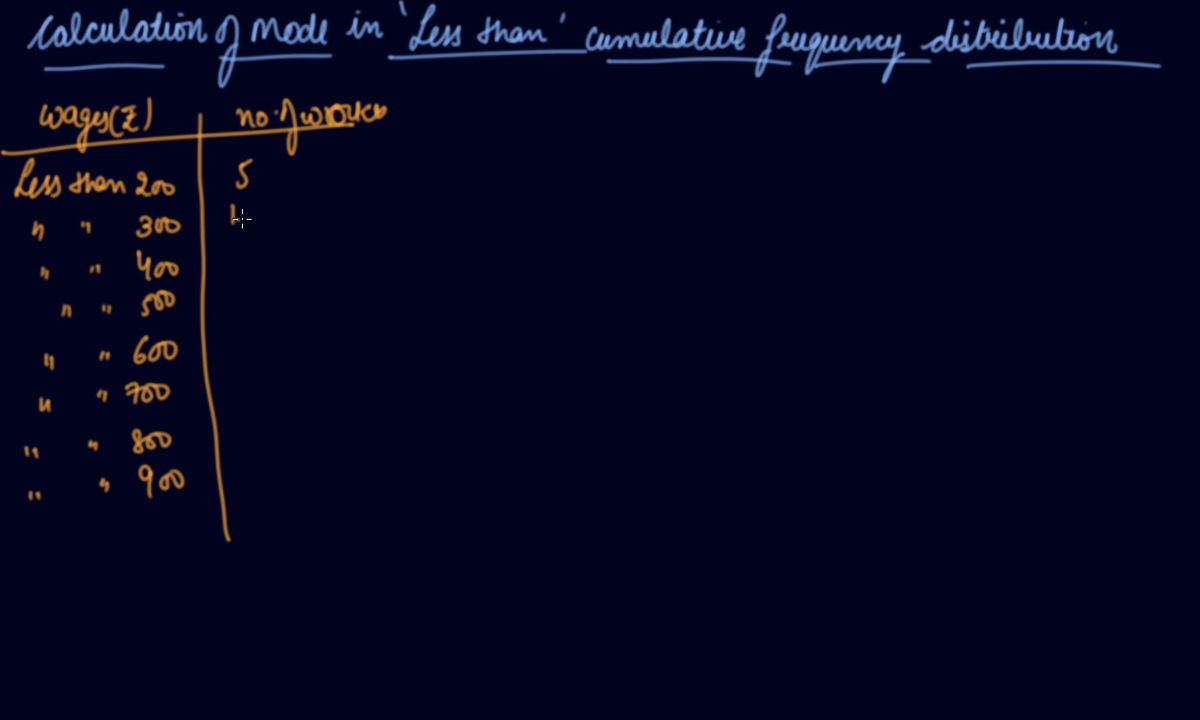 Calculation of Mode in 'Less than' cumulative frequency distribution
Wages(₹) no. of worker
Less than 200 5
" " 300
" " 400
" " 500
" " 600
" " 700
" " 800
" " 900